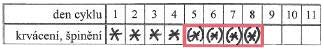 den cyklu 1 2 3 4 5 6 7 8 9 10 11
krvácení, špinění * * * * (*) (*) (*) (*)